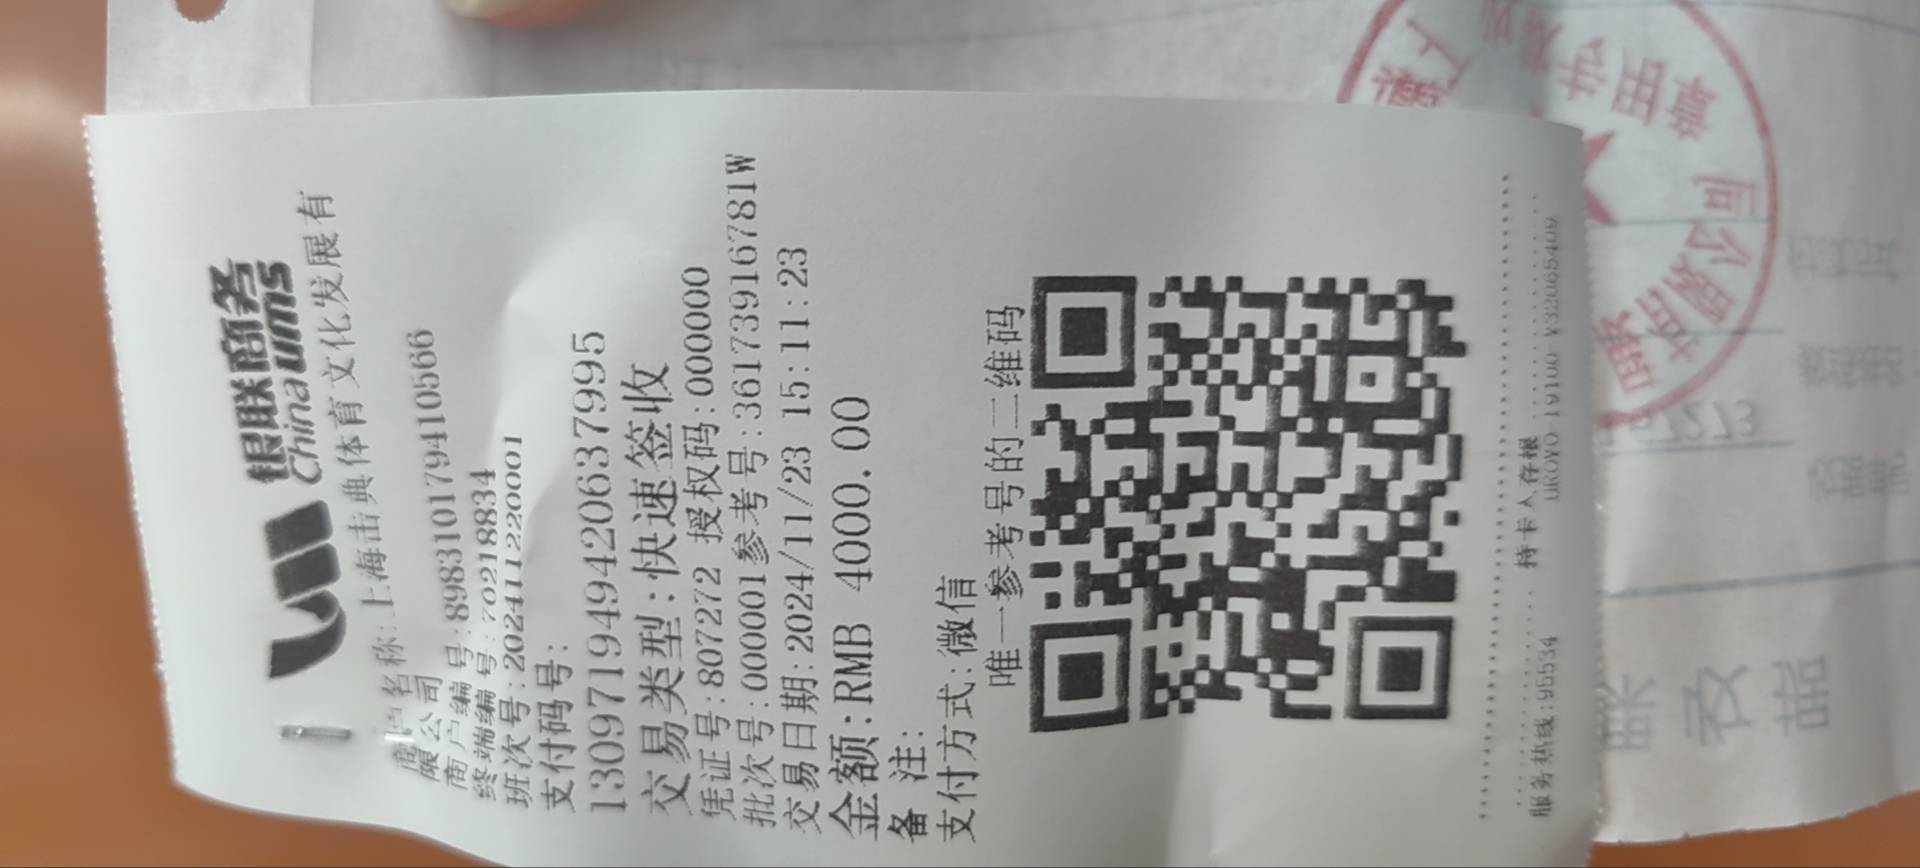 银联商务
Chinaums
商户名称:上海击典体育文化发展有
限公司
商户编号:898310179410566
终端编号:70218834
班次号:202411220001
支付码号:
130971949420637995
交易类型:快速签收
凭证号:807272 授权码:000000
批次号:000001参考号:36173916781W
交易日期:2024/11/23 15:11:23
金额:RMB 4000.00
备 注:
支付方式:微信
唯一参考号的二维码
持卡人存根
服务热线:95534
UROVO i9100 V32065409